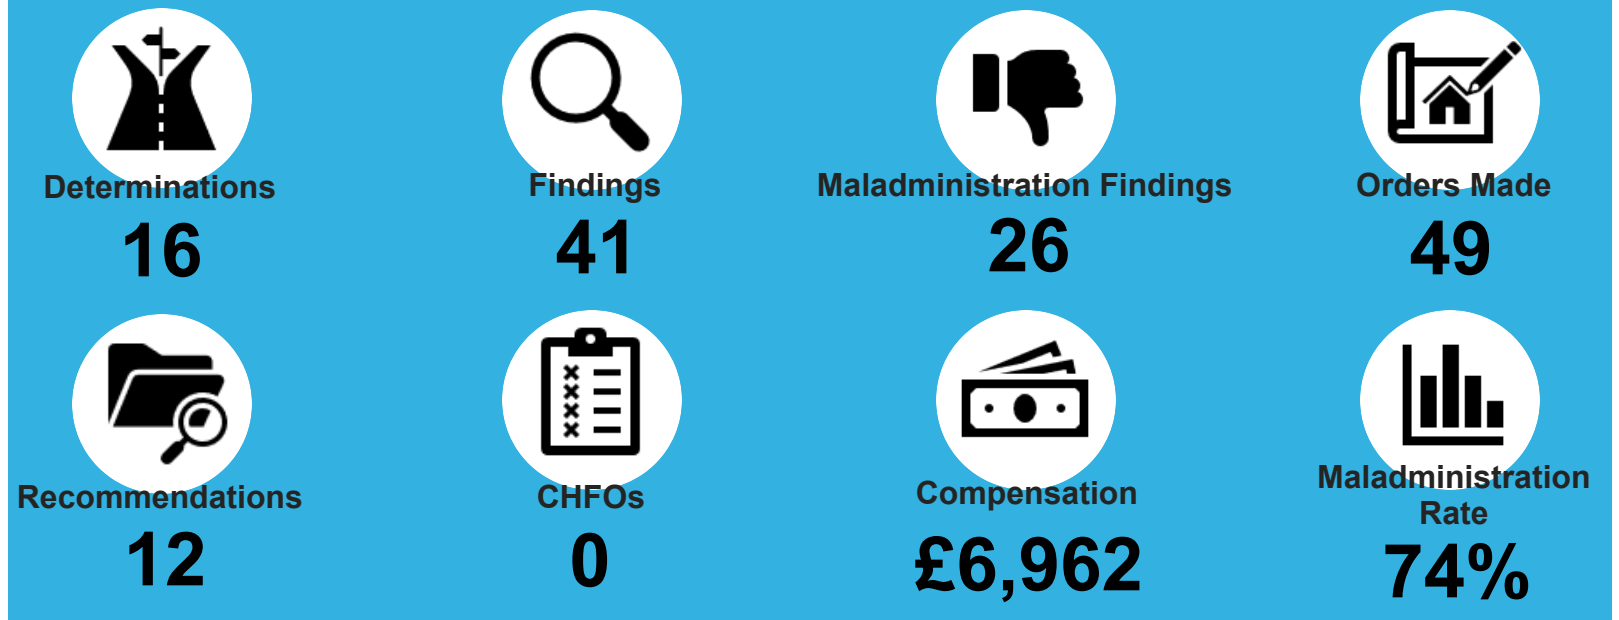 Determinations
16
Findings
41
Maladministration Findings
26
Orders Made
49
Recommendations
12
CHFOs
0
Compensation
£6,962
Maladministration
Rate
74%